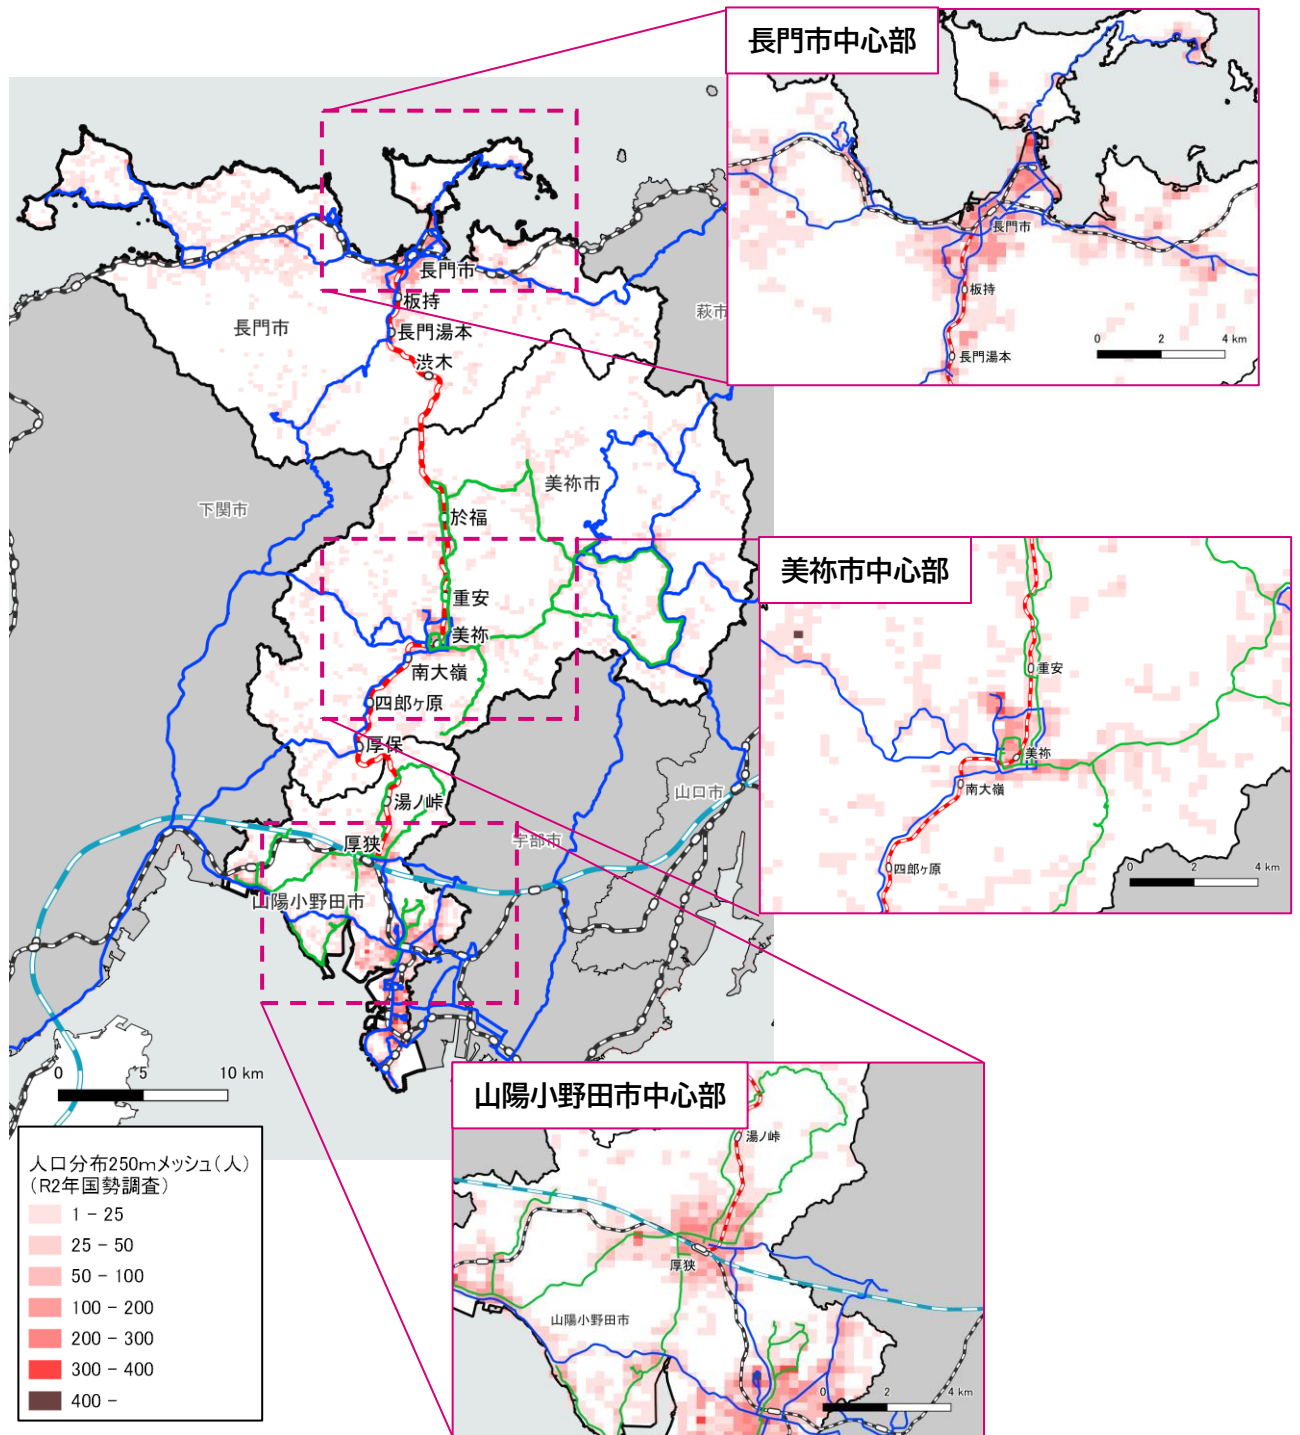 長門市中心部
長門市
板持
長門湯本
0 2 4 km
長門市
板持
長門市
長門湯本
渋木
萩市
下関市
美祢市
於福
重安
美祢
南大嶺
四郎ヶ原
厚保
湯ノ峠
山口市
厚狭
宇部市
山陽小野田市
0 5 10 km
美祢市中心部
重安
美祢
南大嶺
四郎ヶ原
0 2 4 km
山陽小野田市中心部
湯ノ峠
厚狭
山陽小野田市
0 2 4 km
人口分布250mメッシュ(人)
(R2年国勢調査)
1 - 25
25 - 50
50 - 100
100 - 200
200 - 300
300 - 400
400 -